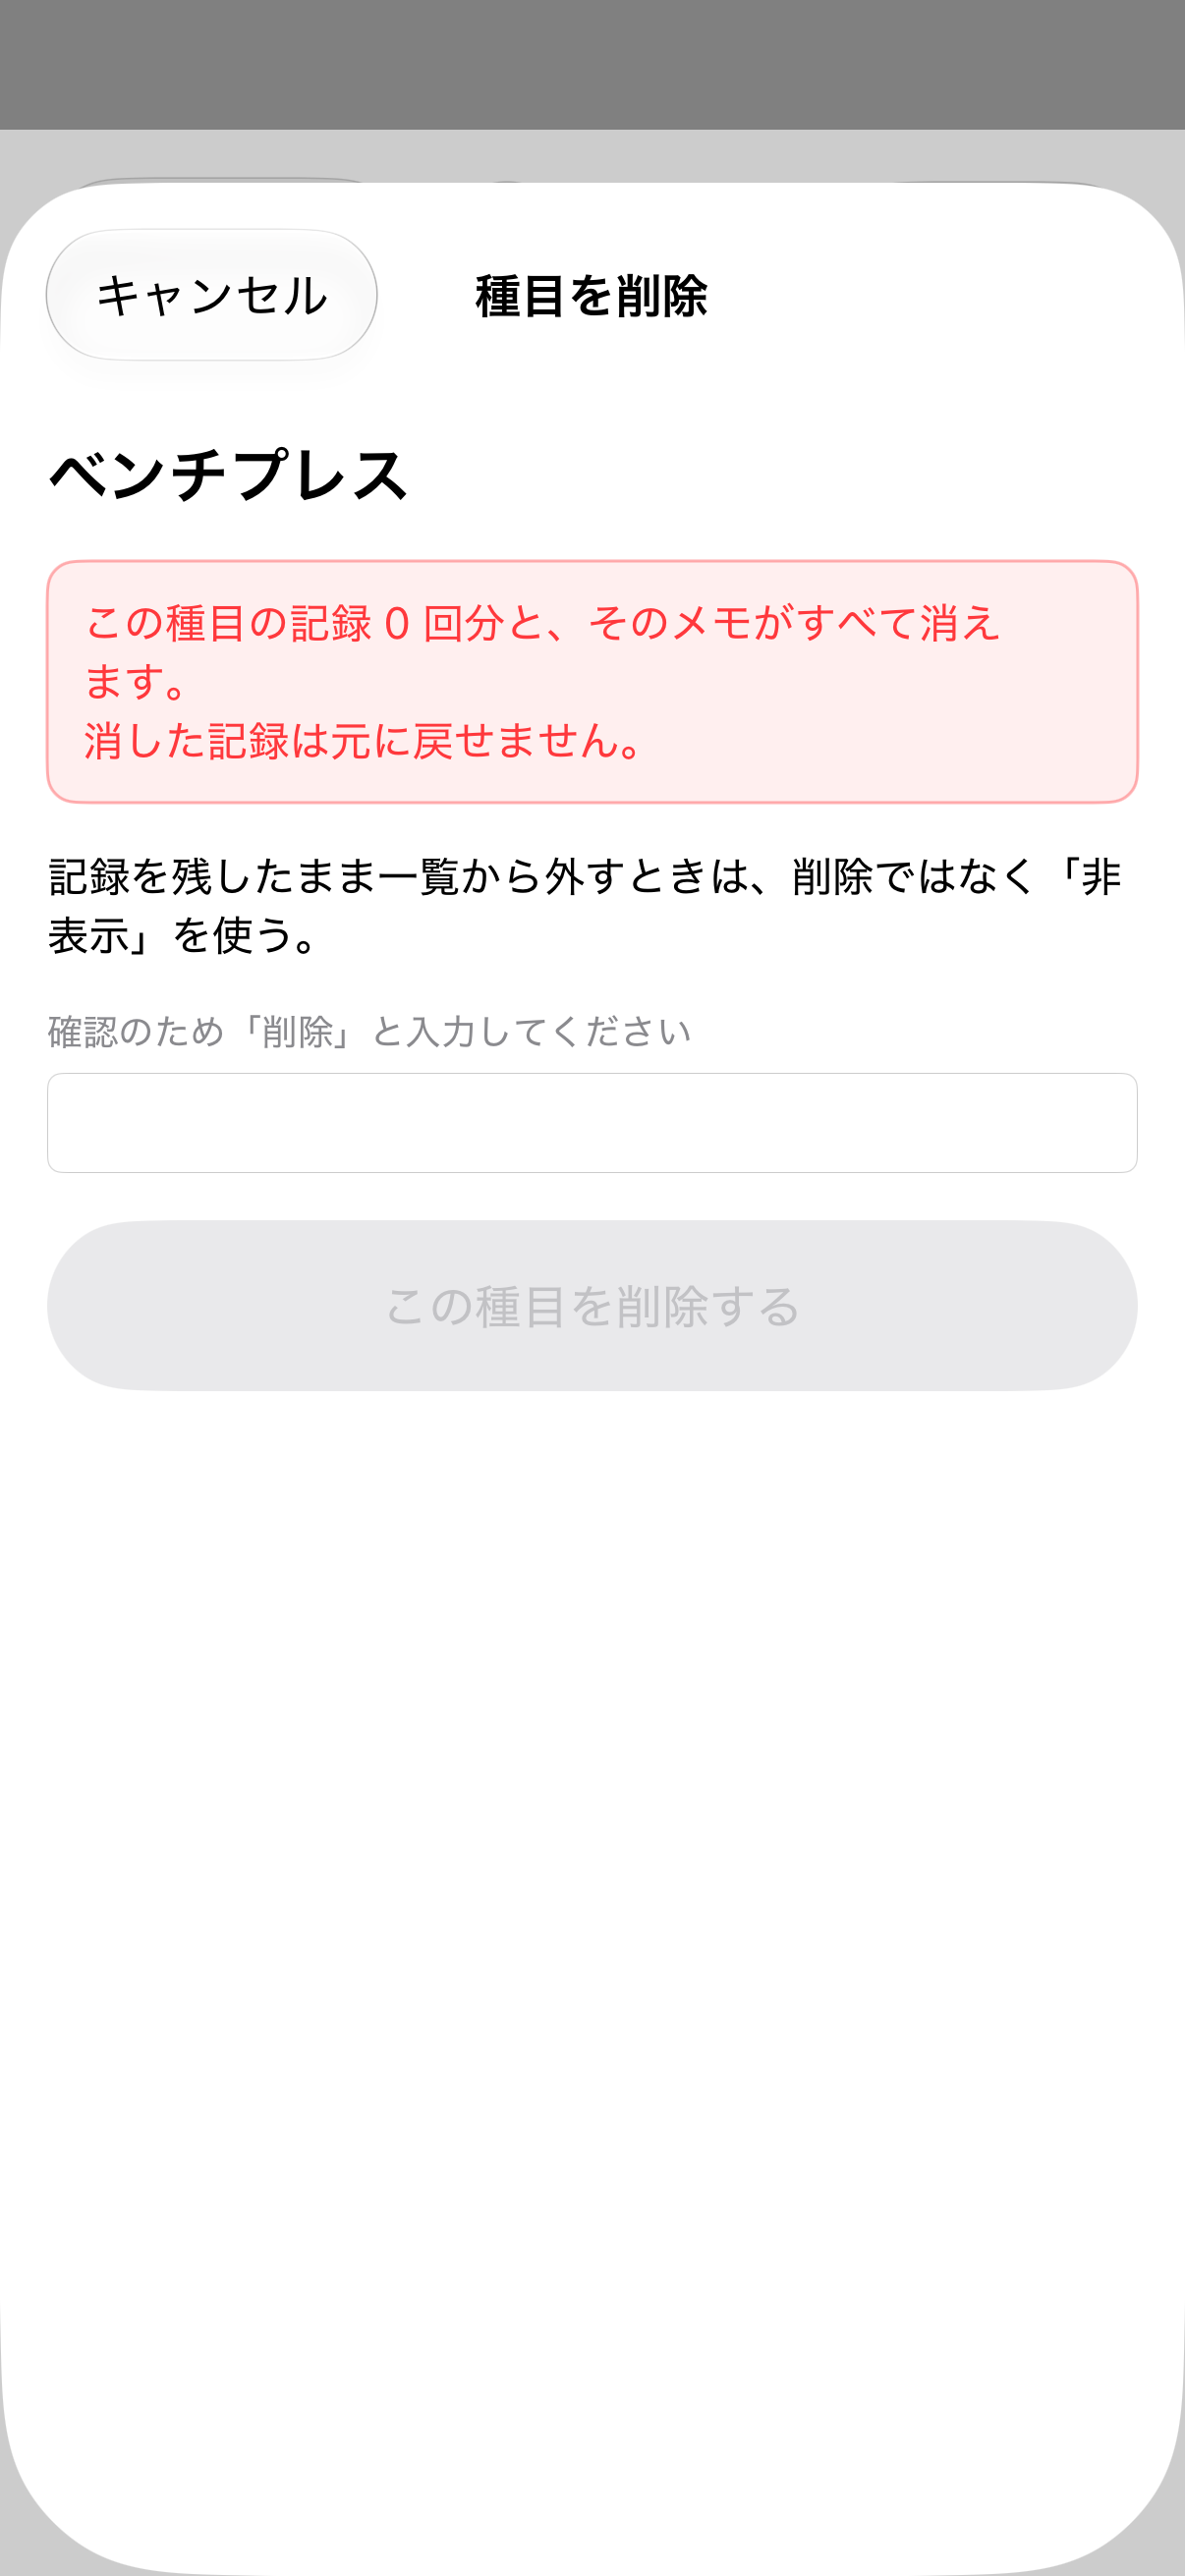 キャンセル
種目を削除
ベンチプレス
この種目の記録 0 回分と、そのメモがすべて消え
ます。
消した記録は元に戻せません。
記録を残したまま一覧から外すときは、削除ではなく「非
表示」を使う。
確認のため「削除」と入力してください
この種目を削除する